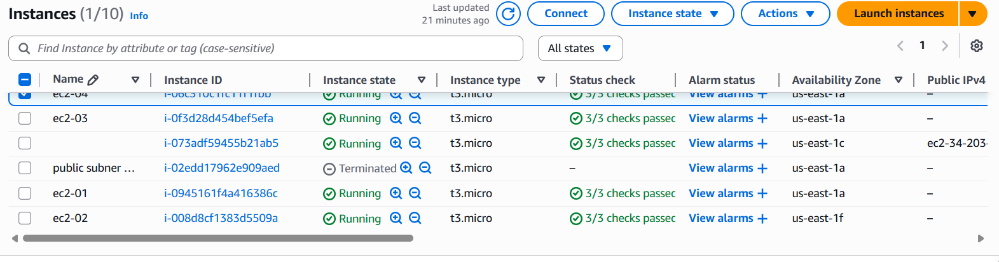 Instances (1/10) Info
Last updated
21 minutes ago
Connect
Instance state
Actions
Launch instances
Find Instance by attribute or tag (case-sensitive)
All states
1
Name Instance ID Instance state Instance type Status check Alarm status Availability Zone Public IPv4
ec2-04 Running t3.micro 3/3 checks passed View alarms + us-east-1a –
ec2-03 i-0f3d28d454bef5efa Running t3.micro 3/3 checks passed View alarms + us-east-1a –
i-073adf59455b21ab5 Running t3.micro 3/3 checks passed View alarms + us-east-1c ec2-34-203-
public subner ... i-02edd17962e909aed Terminated t3.micro – View alarms + us-east-1a –
ec2-01 i-0945161f4a416386c Running t3.micro 3/3 checks passed View alarms + us-east-1a –
ec2-02 i-008d8cf1383d5509a Running t3.micro 3/3 checks passed View alarms + us-east-1f –